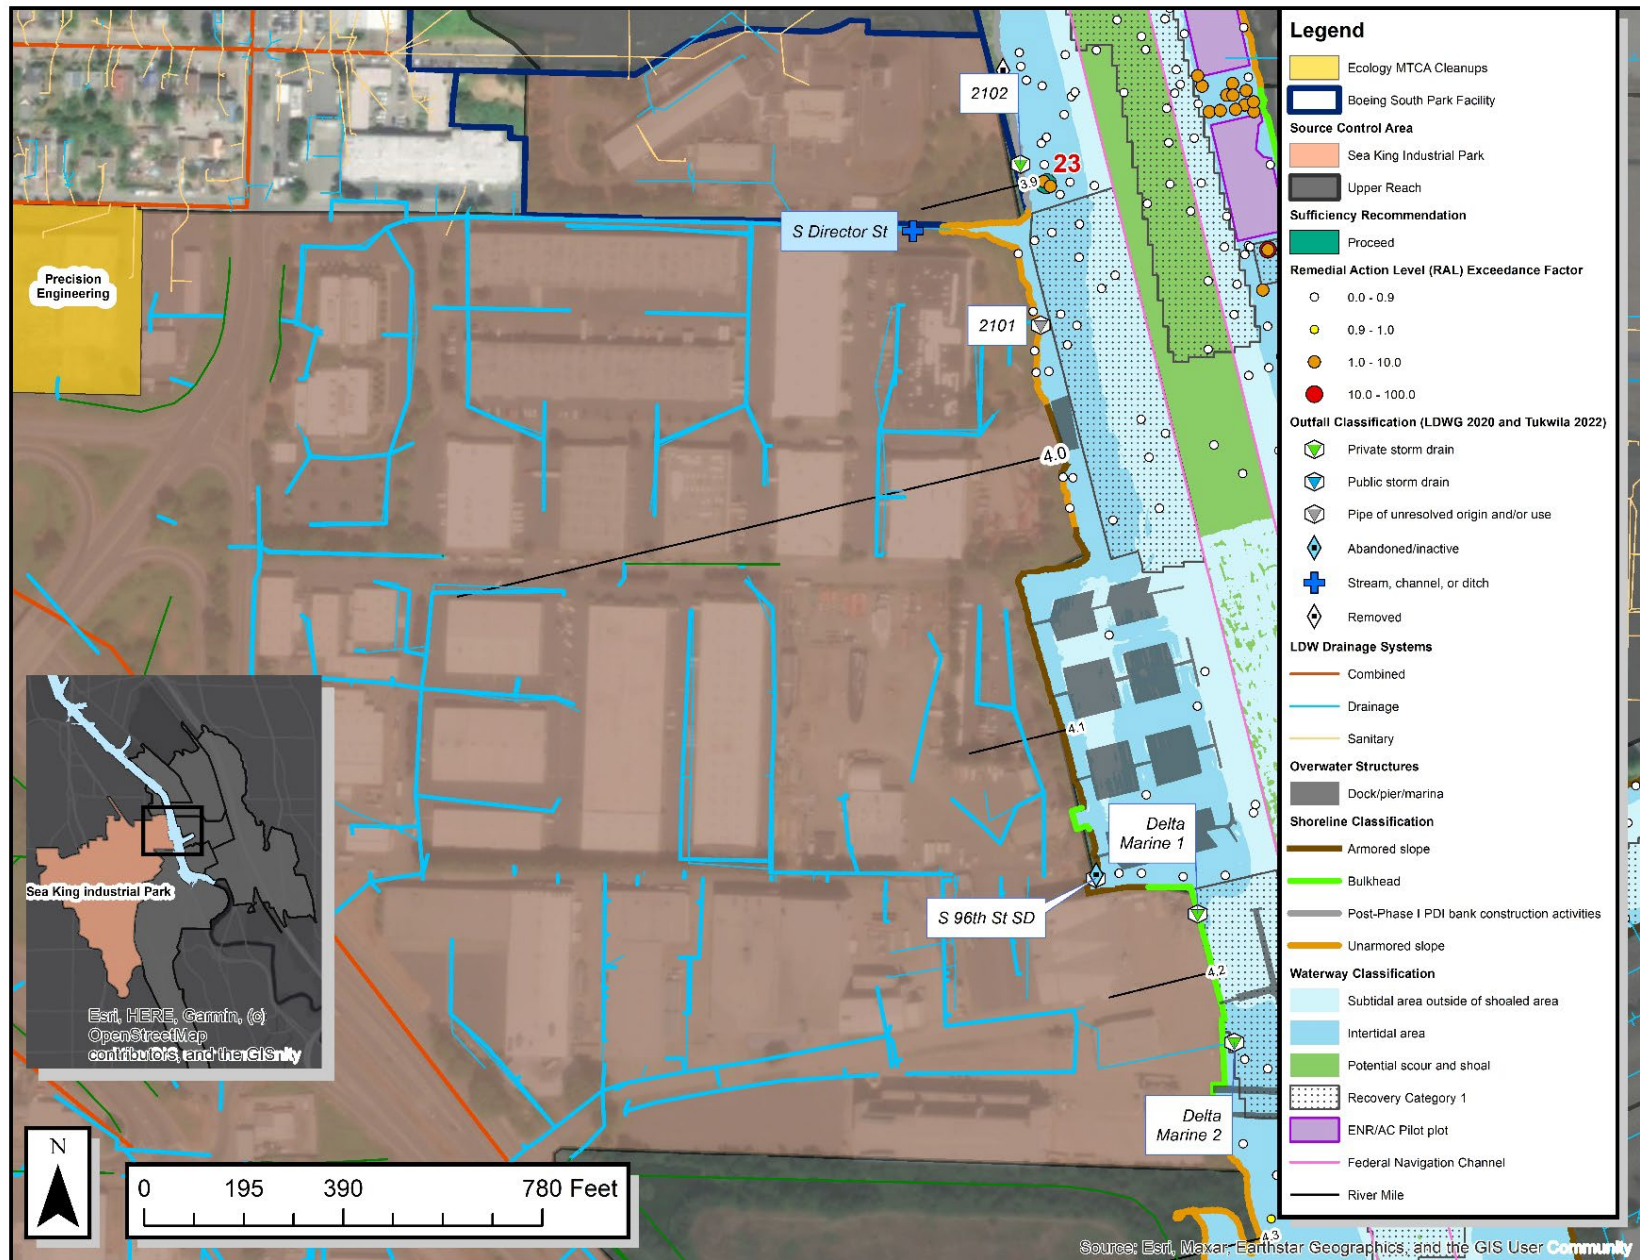 2102
23
3.9
S Director St
Precision
Engineering
2101
4.0
4.1
Delta
Marine 1
S 96th St SD
4.2
Delta
Marine 2
4.3
Sea King Industrial Park
Esri, HERE, Garmin, (c)
OpenStreetMap
contributors, and the GIS
N
0 195 390 780 Feet
Legend
Ecology MTCA Cleanups
Boeing South Park Facility
Source Control Area
Sea King Industrial Park
Upper Reach
Sufficiency Recommendation
Proceed
Remedial Action Level (RAL) Exceedance Factor
0.0 - 0.9
0.9 - 1.0
1.0 - 10.0
10.0 - 100.0
Outfall Classification (LDWG 2020 and Tukwila 2022)
Private storm drain
Public storm drain
Pipe of unresolved origin and/or use
Abandoned/inactive
Stream, channel, or ditch
Removed
LDW Drainage Systems
Combined
Drainage
Sanitary
Overwater Structures
Dock/pier/marina
Shoreline Classification
Armored slope
Bulkhead
Post-Phase I PDI bank construction activities
Unarmored slope
Waterway Classification
Subtidal area outside of shoaled area
Intertidal area
Potential scour and shoal
Recovery Category 1
ENR/AC Pilot plot
Federal Navigation Channel
River Mile
Source: Esri, Maxar, Earthstar Geographics, and the GIS User Community